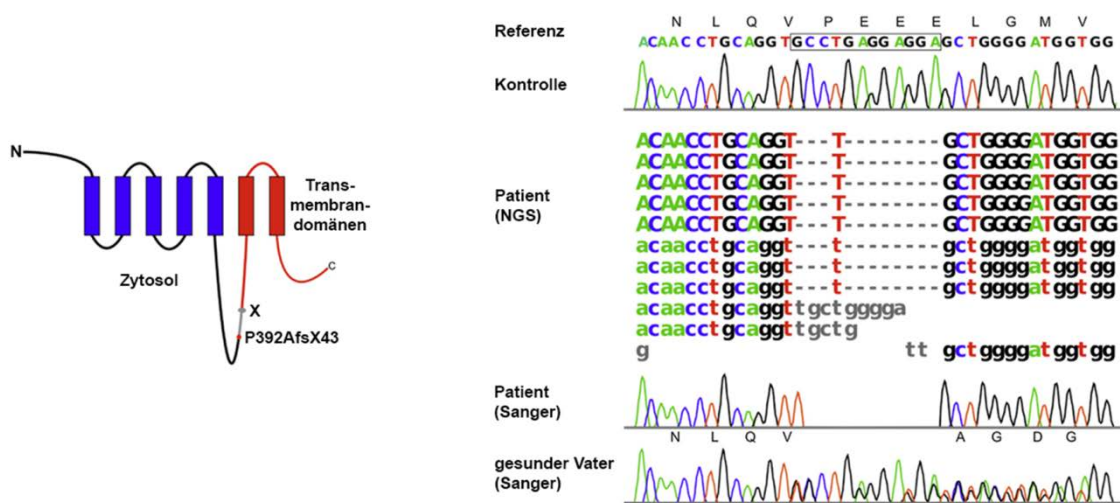 N
Zytosol
Trans-
membran-
domänen
C
X
P392AfsX43
Referenz
N L Q V P E E E L G M V
ACAACCTGCAGGTGCCTGAGGAGGAGCTGGGGATGGTGG
Kontrolle
Patient
(NGS)
ACAACCTGCAGGT---T--------GCTGGGGATGGTGG
ACAACCTGCAGGT---T--------GCTGGGGATGGTGG
ACAACCTGCAGGT---T--------GCTGGGGATGGTGG
ACAACCTGCAGGT---T--------GCTGGGGATGGTGG
ACAACCTGCAGGT---T--------GCTGGGGATGGTGG
acaacctgcaggt---t--------gctggggatggtgg
acaacctgcaggt---t--------gctggggatggtgg
acaacctgcaggt---t--------gctggggatggtgg
acaacctgcaggttgctgggga
acaacctgcaggttgctg
g tt gctggggatggtgg
Patient
(Sanger)
N L Q V A G D G
gesunder Vater
(Sanger)